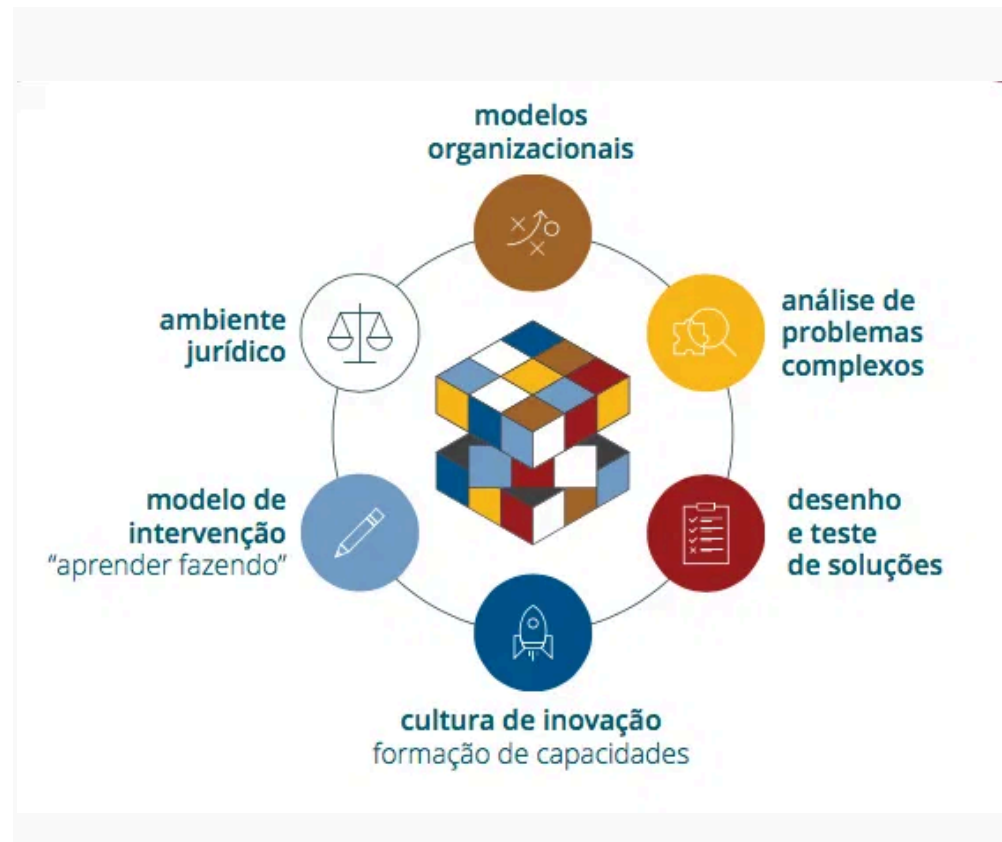 modelos
organizacionais
análise de
problemas
complexos
desenho
e teste
de soluções
cultura de inovação
formação de capacidades
modelo de
intervenção
“aprender fazendo”
ambiente
jurídico